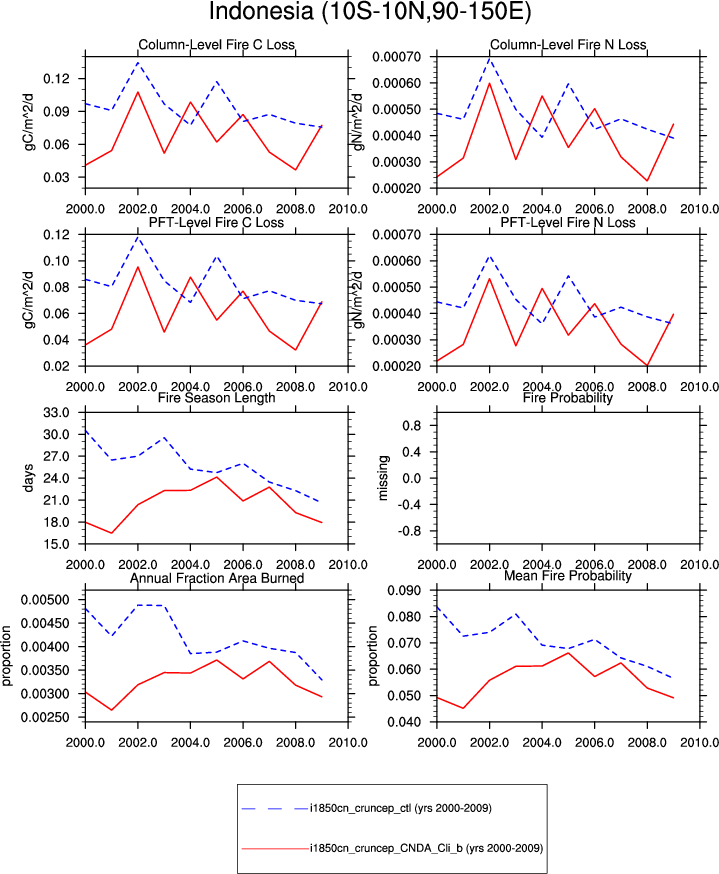 Indonesia (10S-10N,90-150E)
Column-Level Fire C Loss
gC/m^2/d
0.12
0.09
0.06
0.03
2000.0 2002.0 2004.0 2006.0 2008.0 2010.0
Column-Level Fire N Loss
gN/m^2/d
0.00070
0.00060
0.00050
0.00040
0.00030
0.00020
2000.0 2002.0 2004.0 2006.0 2008.0 2010.0
PFT-Level Fire C Loss
gC/m^2/d
0.12
0.10
0.08
0.06
0.04
0.02
2000.0 2002.0 2004.0 2006.0 2008.0 2010.0
PFT-Level Fire N Loss
gN/m^2/d
0.00070
0.00060
0.00050
0.00040
0.00030
0.00020
2000.0 2002.0 2004.0 2006.0 2008.0 2010.0
Fire Season Length
days
33.0
30.0
27.0
24.0
21.0
18.0
15.0
2000.0 2002.0 2004.0 2006.0 2008.0 2010.0
Fire Probability
missing
0.8
0.4
0.0
-0.4
-0.8
2000.0 2002.0 2004.0 2006.0 2008.0 2010.0
Annual Fraction Area Burned
proportion
0.00500
0.00450
0.00400
0.00350
0.00300
0.00250
2000.0 2002.0 2004.0 2006.0 2008.0 2010.0
Mean Fire Probability
proportion
0.090
0.080
0.070
0.060
0.050
0.040
2000.0 2002.0 2004.0 2006.0 2008.0 2010.0
i1850cn_cruncep_ctl (yrs 2000-2009)
i1850cn_cruncep_CNDA_Cli_b (yrs 2000-2009)